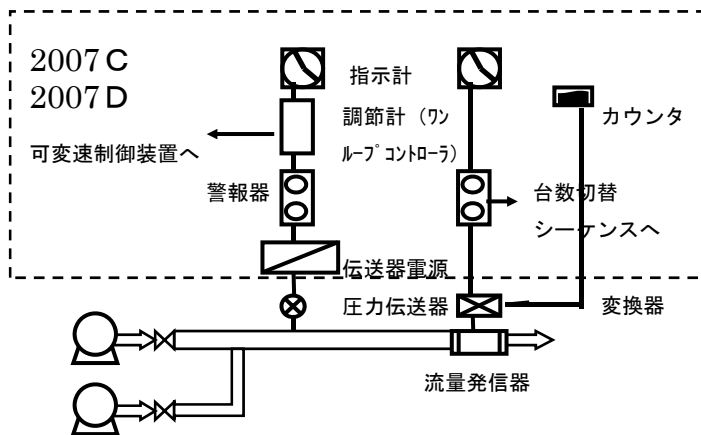 2007C
2007D
指示計
調節計（ﾜﾝ
ﾙｰﾌﾟｺﾝﾄﾛｰﾗ）
カウンタ
可変速制御装置へ
警報器
台数切替
シーケンスへ
伝送器電源
圧力伝送器
変換器
流量発信器